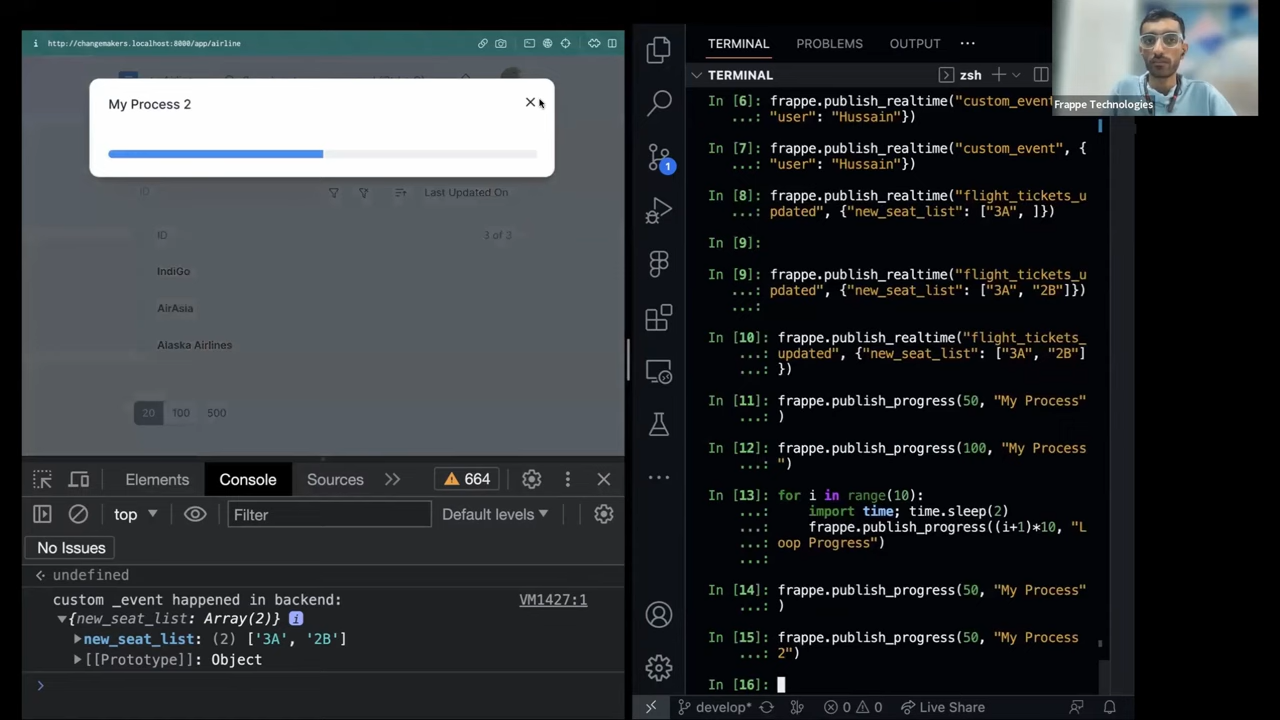 http://changemakers.localhost:8000/app/airline
My Process 2
ID
Last Updated On
ID
3 of 3
IndiGo
AirAsia
Alaska Airlines
20
100
500
Elements
Console
Sources
664
top
Filter
Default levels
No Issues
undefined
custom _event happened in backend:
VM1427:1
{new_seat_list: Array(2)}
new_seat_list: (2) ['3A', '2B']
[[Prototype]]: Object
TERMINAL
PROBLEMS
OUTPUT
TERMINAL
zsh
1
In [6]: frappe.publish_realtime("custom_event
...: "user": "Hussain"})
In [7]: frappe.publish_realtime("custom_event", {
...: "user": "Hussain"})
In [8]: frappe.publish_realtime("flight_tickets_u
...: pdated", {"new_seat_list": ["3A", ]})
In [9]:
In [9]: frappe.publish_realtime("flight_tickets_u
...: pdated", {"new_seat_list": ["3A", "2B"]})
...:
In [10]: frappe.publish_realtime("flight_tickets_
...: updated", {"new_seat_list": ["3A", "2B"]
...: })
In [11]: frappe.publish_progress(50, "My Process"
...: )
In [12]: frappe.publish_progress(100, "My Process
...: ")
In [13]: for i in range(10):
...: import time; time.sleep(2)
...: frappe.publish_progress((i+1)*10, "L
...: oop Progress")
...:
In [14]: frappe.publish_progress(50, "My Process"
...: )
In [15]: frappe.publish_progress(50, "My Process
...: 2")
In [16]:
develop*
0
0
Live Share
Frappe Technologies